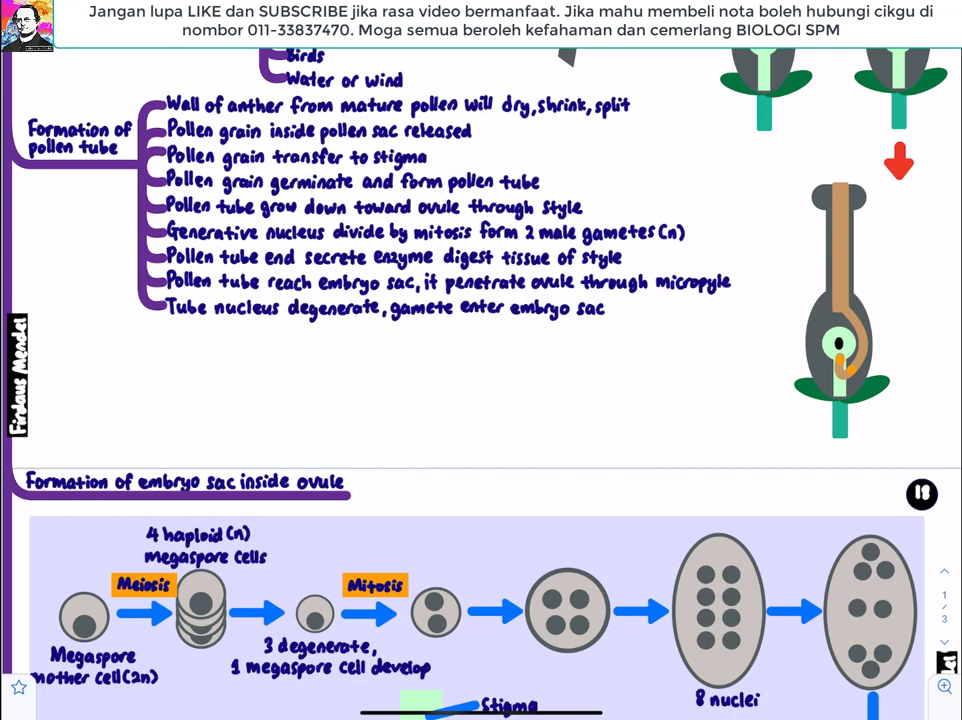 Jangan lupa LIKE dan SUBSCRIBE jika rasa video bermanfaat. Jika mahu membeli nota boleh hubungi cikgu di
nombor 011-33837470. Moga semua beroleh kefahaman dan cemerlang BIOLOGI SPM
Birds
Water or wind
Formation of
pollen tube
Wall of anther from mature pollen will dry, shrink, split
Pollen grain inside pollen sac released
Pollen grain transfer to stigma
Pollen grain germinate and form pollen tube
Pollen tube grow down toward ovule through style
Generative nucleus divide by mitosis form 2 male gametes (n)
Pollen tube end secrete enzyme digest tissue of style
Pollen tube reach embryo sac, it penetrate ovule through micropyle
Tube nucleus degenerate, gamete enter embryo sac
Firdaus Mendel
Formation of embryo sac inside ovule
18
4 haploid (n)
megaspore cells
Meiosis
Mitosis
Megaspore
mother cell (2n)
3 degenerate,
1 megaspore cell develop
8 nuclei
Stigma
1
/
3